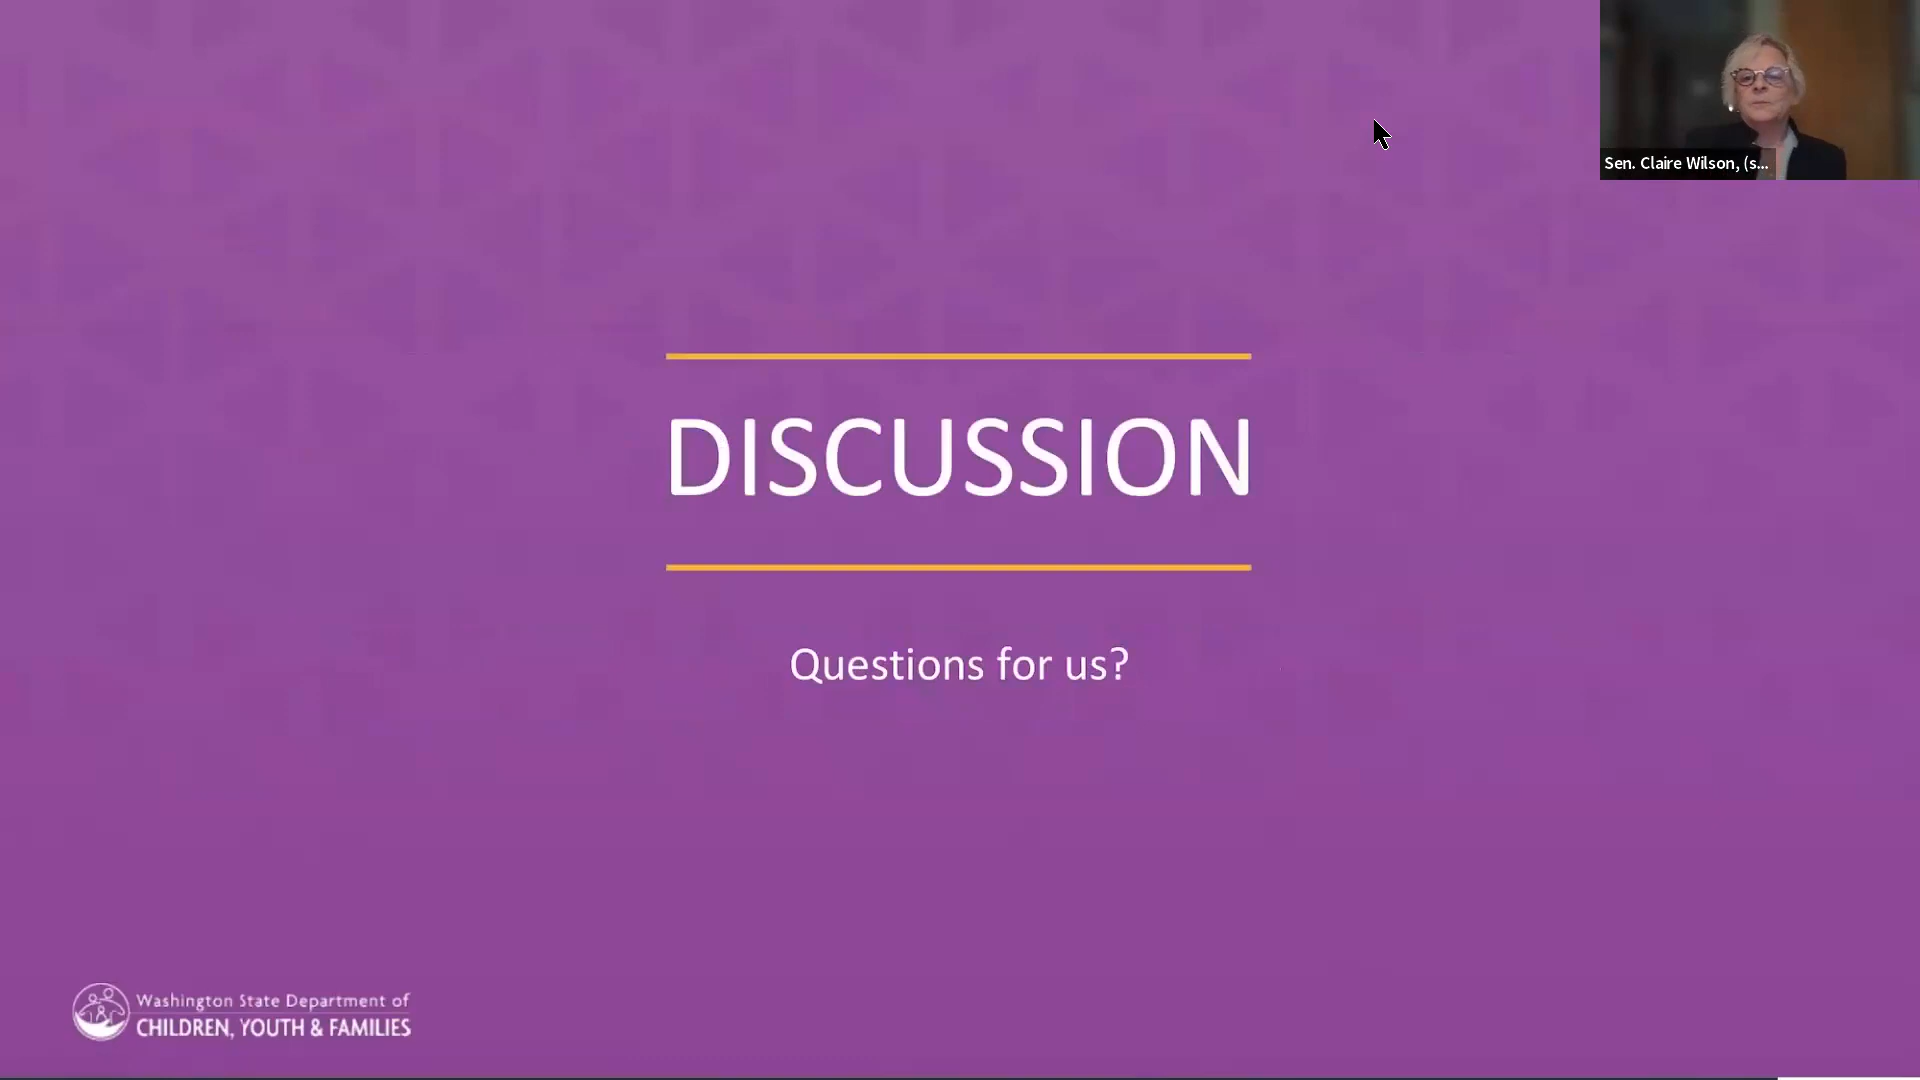 Sen. Claire Wilson, (s...
DISCUSSION
Questions for us?
Washington State Department of
CHILDREN, YOUTH & FAMILIES